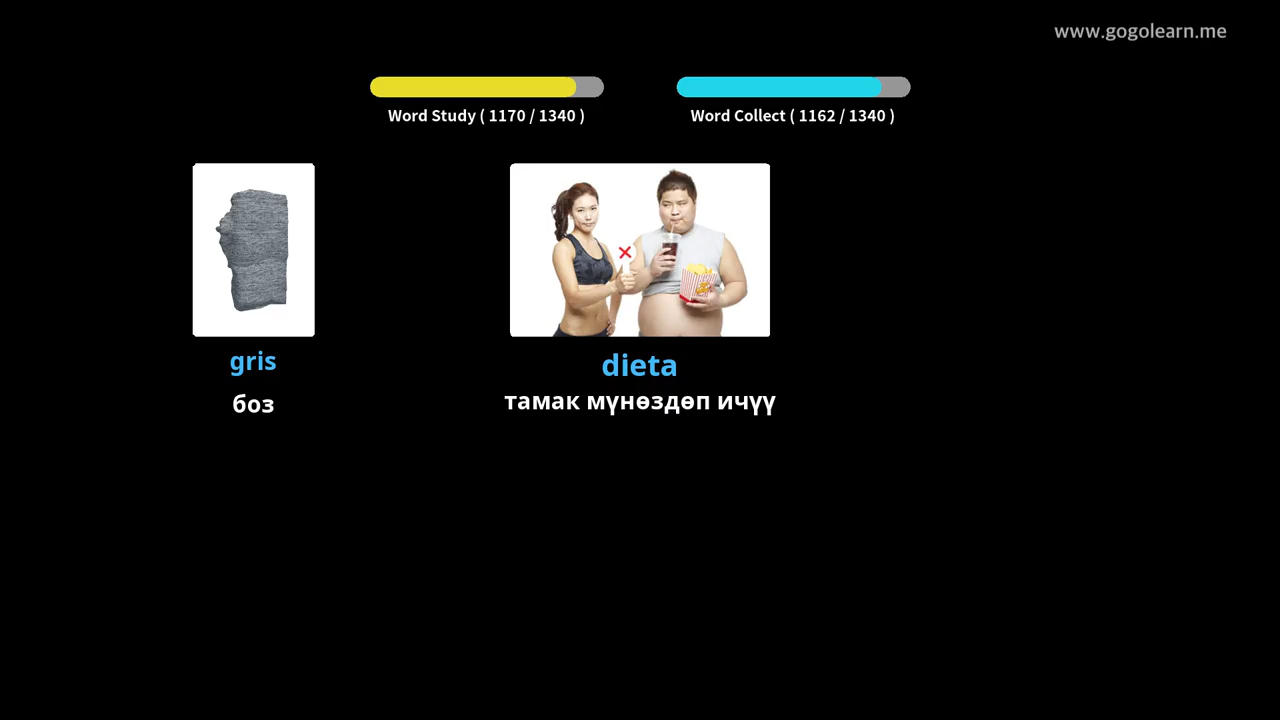 www.gogolearn.me
Word Study ( 1170 / 1340 )
Word Collect ( 1162 / 1340 )
gris
боз
dieta
тамак мүнөздөп ичүү